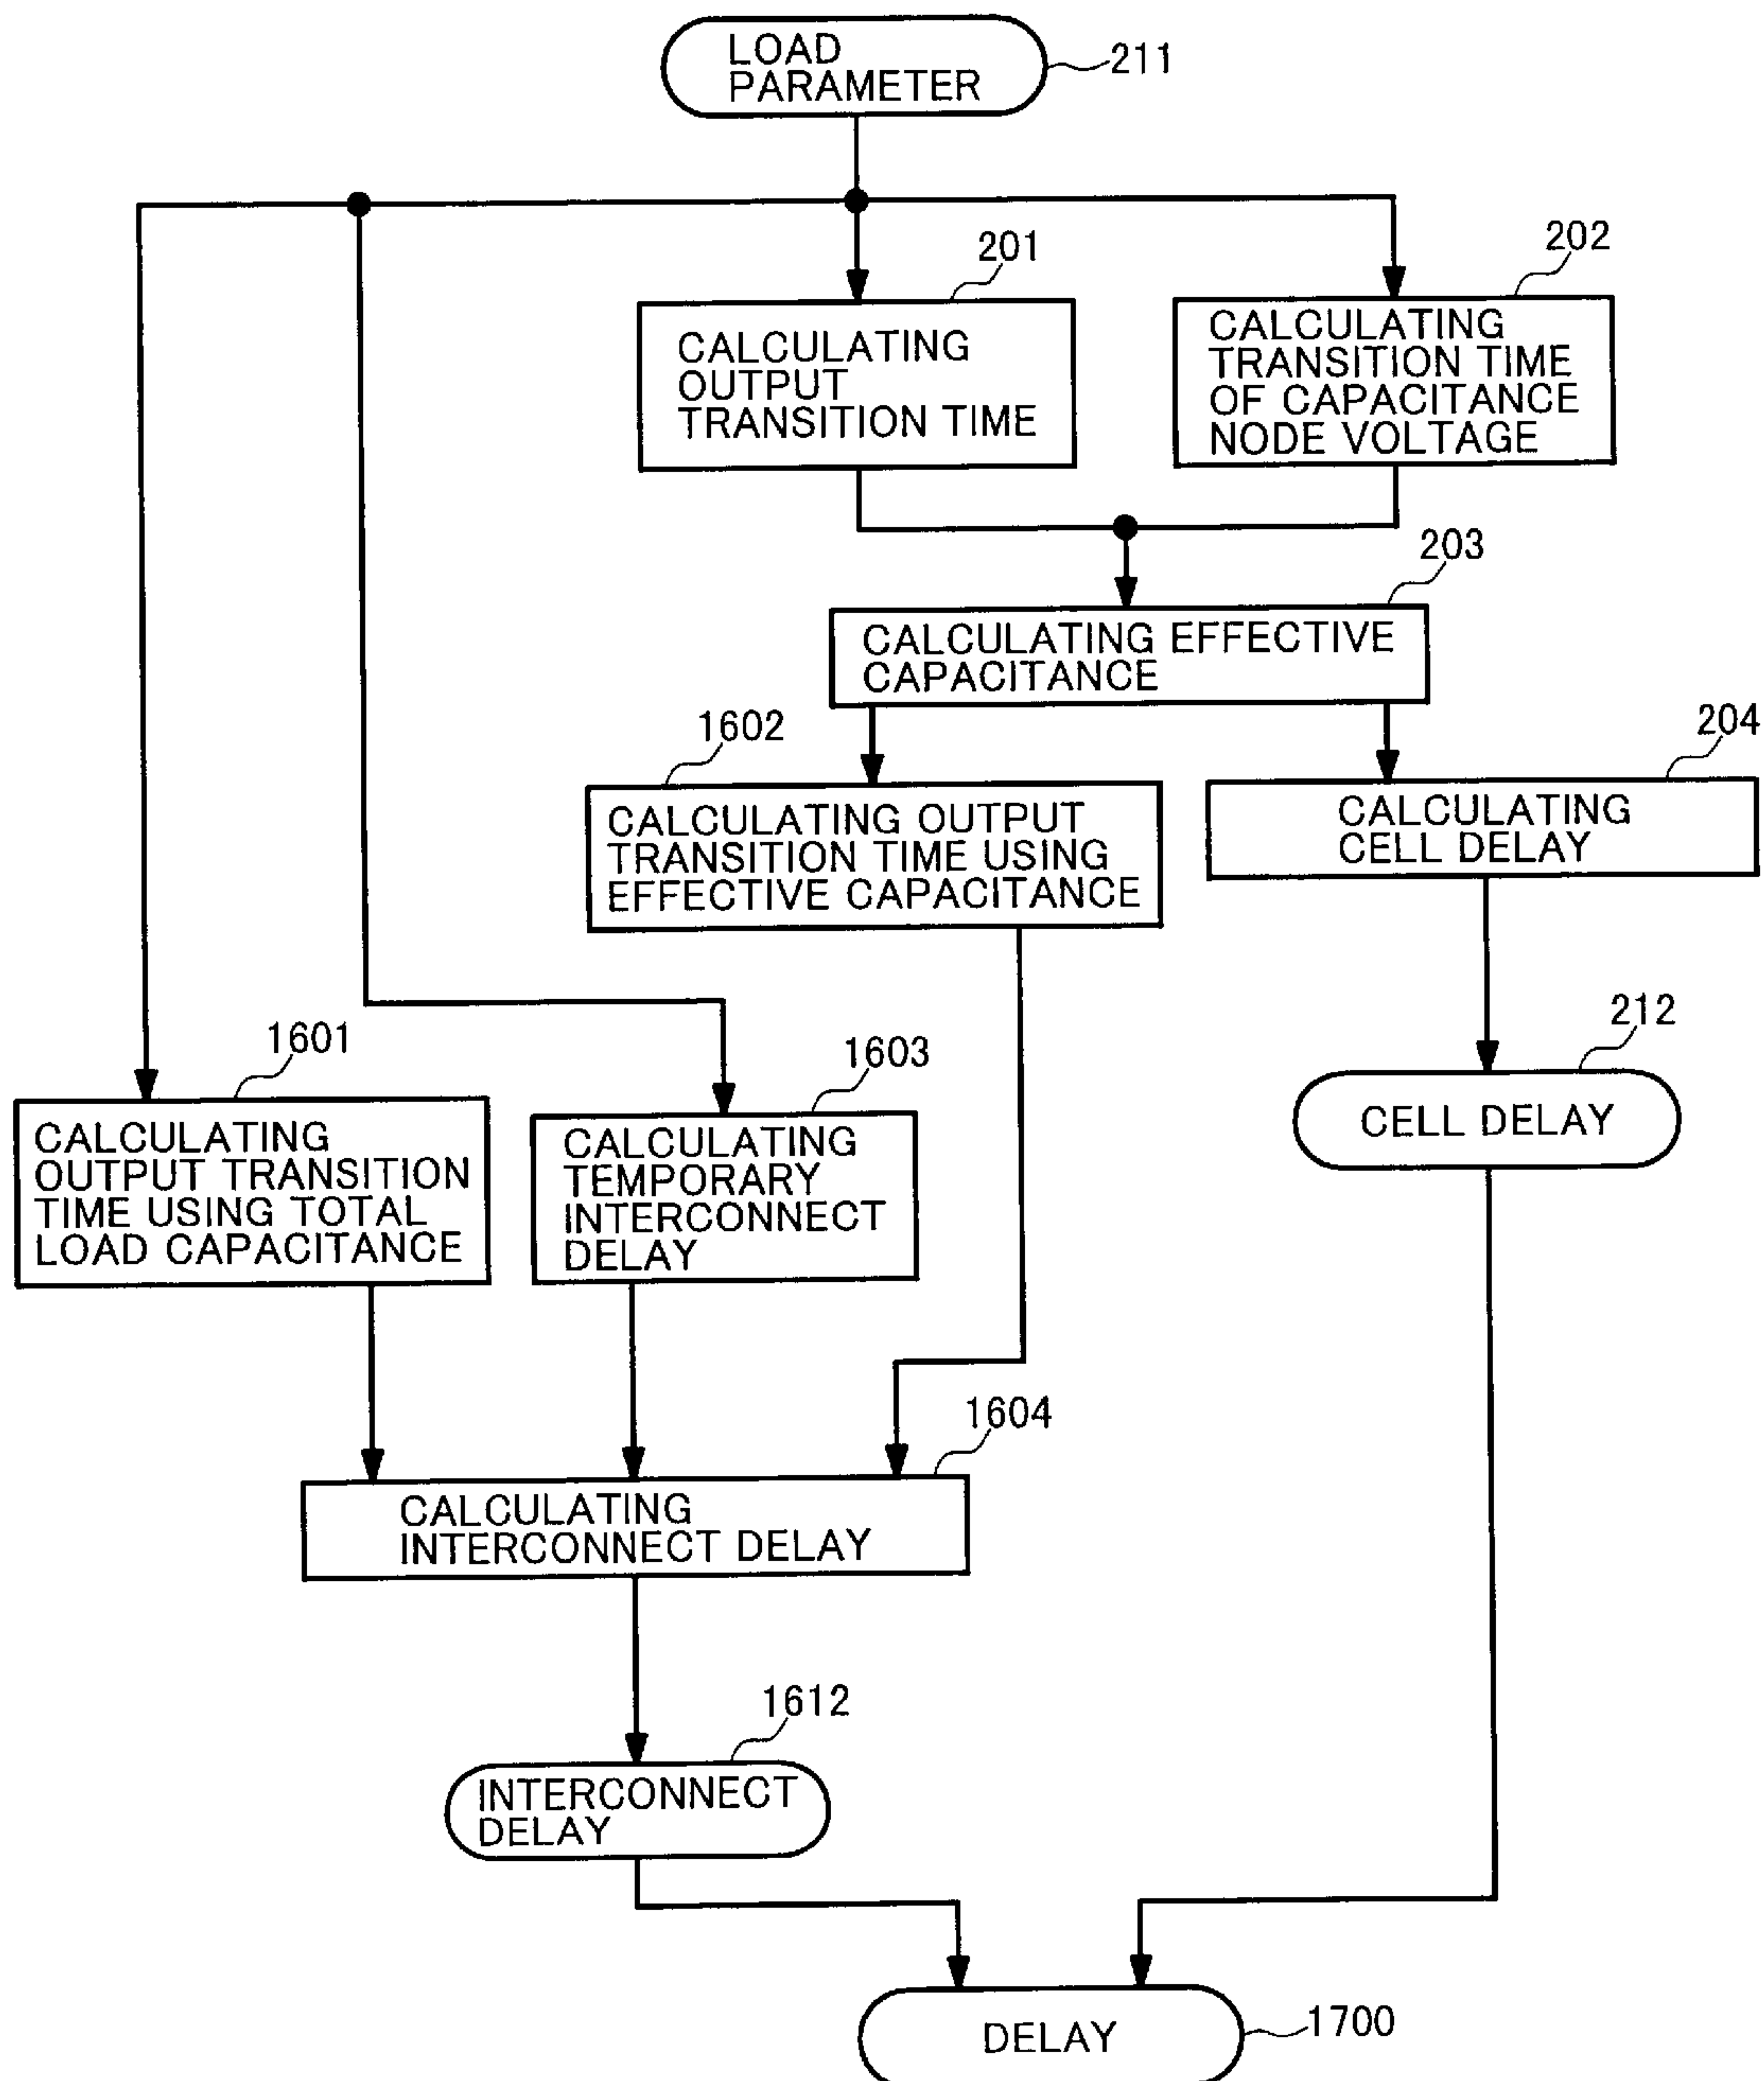 LOAD
PARAMETER
211
201
202
CALCULATING
OUTPUT
TRANSITION TIME
CALCULATING
TRANSITION TIME
OF CAPACITANCE
NODE VOLTAGE
203
CALCULATING EFFECTIVE
CAPACITANCE
1602
204
CALCULATING OUTPUT
TRANSITION TIME USING
EFFECTIVE CAPACITANCE
CALCULATING
CELL DELAY
212
CELL DELAY
1601
1603
CALCULATING
OUTPUT TRANSITION
TIME USING TOTAL
LOAD CAPACITANCE
CALCULATING
TEMPORARY
INTERCONNECT
DELAY
1604
CALCULATING
INTERCONNECT DELAY
1612
INTERCONNECT
DELAY
DELAY
1700